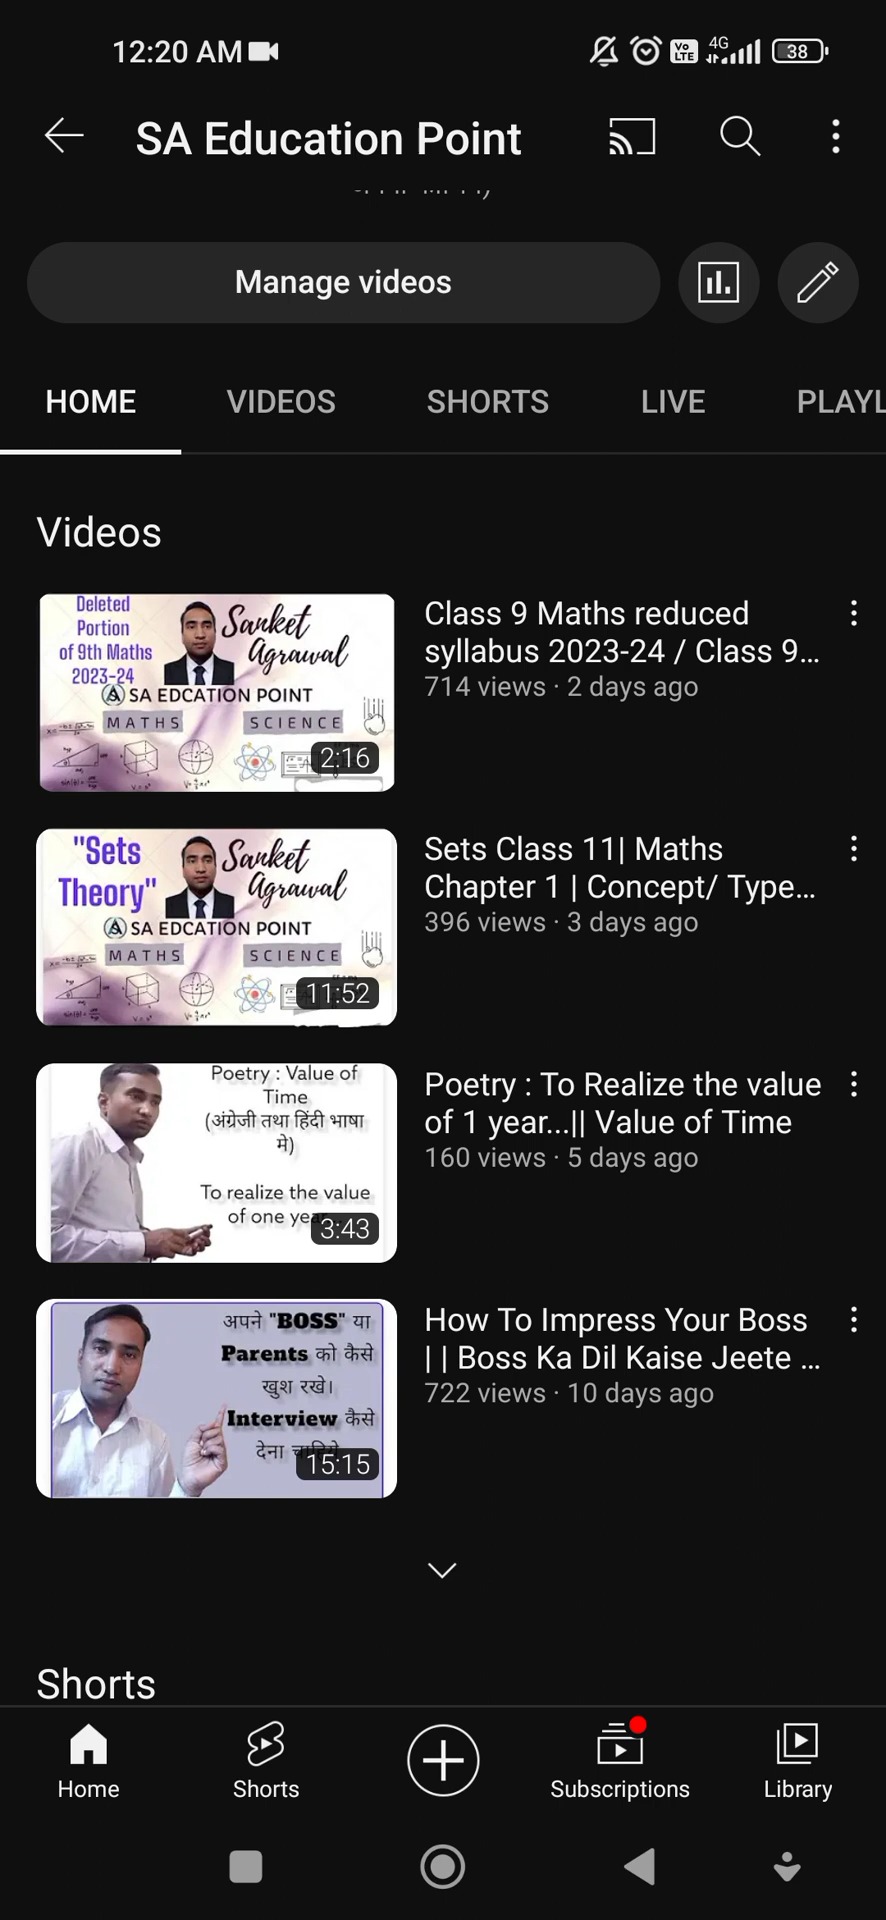 12:20 AM
Vo LTE
4G
38
SA Education Point
Manage videos
HOME
VIDEOS
SHORTS
LIVE
PLAYL
Videos
Deleted
Portion
of 9th Maths
2023-24
Sanket
Agrawal
SA EDCATION POINT
MATHS
SCIENCE
2:16
Class 9 Maths reduced
syllabus 2023-24 / Class 9...
714 views · 2 days ago
"Sets
Theory"
Sanket
Agrawal
SA EDCATION POINT
MATHS
SCIENCE
11:52
Sets Class 11| Maths
Chapter 1 | Concept/ Type...
396 views · 3 days ago
Poetry : Value of
Time
(अंग्रेजी तथा हिंदी भाषा
मे)
To realize the value
of one year...
3:43
Poetry : To Realize the value
of 1 year...|| Value of Time
160 views · 5 days ago
अपने "BOSS" या
Parents को कैसे
खुश रखे।
Interview कैसे
देना चाहिये
15:15
How To Impress Your Boss
| | Boss Ka Dil Kaise Jeete ...
722 views · 10 days ago
Shorts
Home
Shorts
Subscriptions
Library